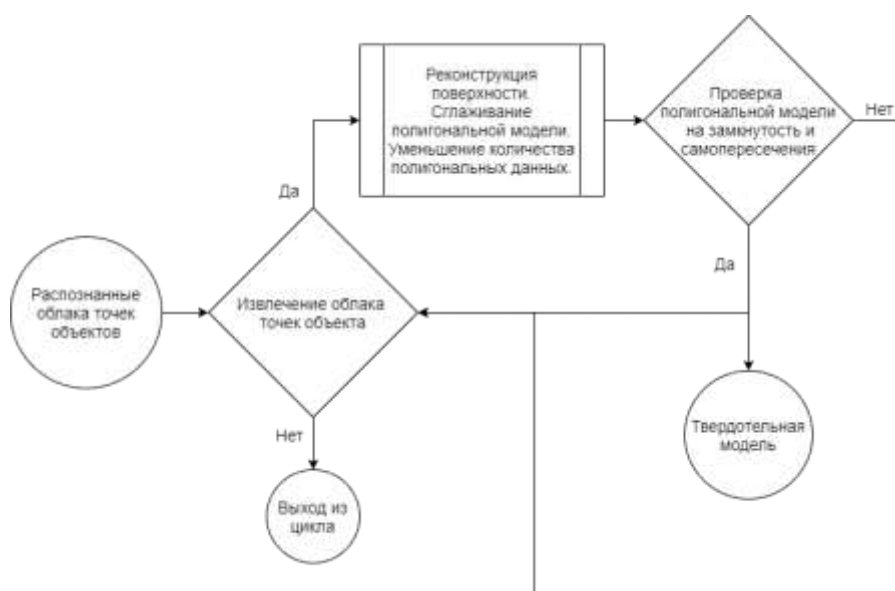 Реконструкция
поверхности.
Сглаживание
полигональной модели.
Уменьшение количества
полигональных данных.
Проверка
полигональной модели
на замкнутость и
самопересечения
Нет
Да
Да
Распознанные
облака точек
объектов
Извлечение облака
точек объекта
Нет
Твердотельная
модель
Выход из
цикла